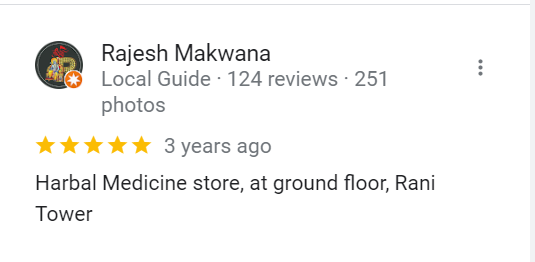 Rajesh Makwana
Local Guide · 124 reviews · 251
photos
3 years ago
Harbal Medicine store, at ground floor, Rani
Tower